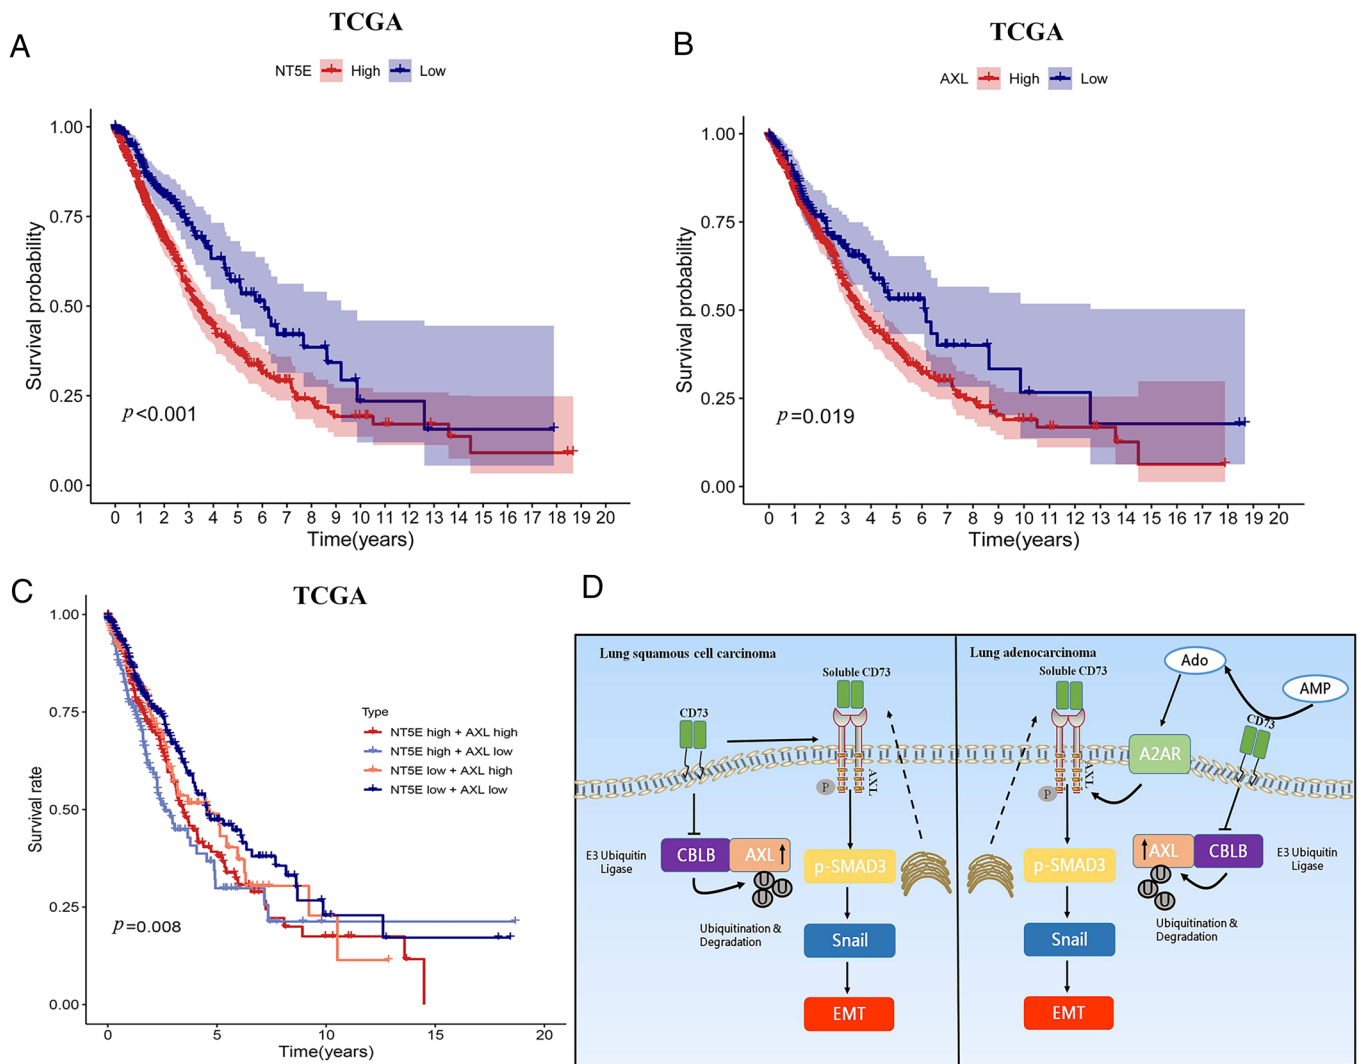 A
TCGA
NT5E High Low
Survival probability
1.00
0.75
0.50
0.25
0.00
p<0.001
0 1 2 3 4 5 6 7 8 9 10 11 12 13 14 15 16 17 18 19 20
Time(years)
B
TCGA
AXL High Low
Survival probability
1.00
0.75
0.50
0.25
0.00
p=0.019
0 1 2 3 4 5 6 7 8 9 10 11 12 13 14 15 16 17 18 19 20
Time(years)
C
TCGA
Survival rate
1.00
0.75
0.50
0.25
0.00
Type
NT5E high + AXL high
NT5E high + AXL low
NT5E low + AXL high
NT5E low + AXL low
p=0.008
0 5 10 15 20
Time(years)
D
Lung squamous cell carcinoma
Soluble CD73
CD73
AXL
P
E3 Ubiquitin
Ligase
CBLB
AXL
U
U
U
Ubiquitination &
Degradation
p-SMAD3
Snail
EMT
Lung adenocarcinoma
Soluble CD73
Ado
AMP
CD73
A2AR
AXL
P
p-SMAD3
Snail
EMT
AXL
CBLB
E3 Ubiquitin
Ligase
U
U
U
Ubiquitination &
Degradation